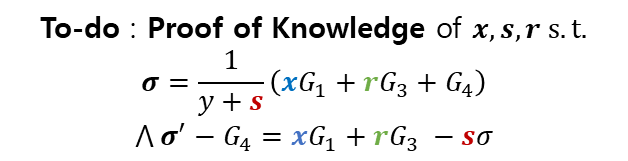 To-do : Proof of Knowledge of x, s, r s.t.
σ = 1/(y + s) (xG₁ + rG₃ + G₄)
∧ σ′ − G₄ = xG₁ + rG₃ − sσ